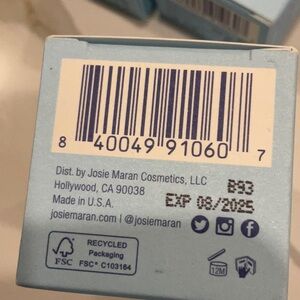 8 40049 91060 7
Dist. by Josie Maran Cosmetics, LLC
Hollywood, CA 90038
Made in U.S.A.
B93
EXP 08/2025
josiemaran.com | @josiemaran
FSC
RECYCLED
Packaging
FSC® C103164
12M